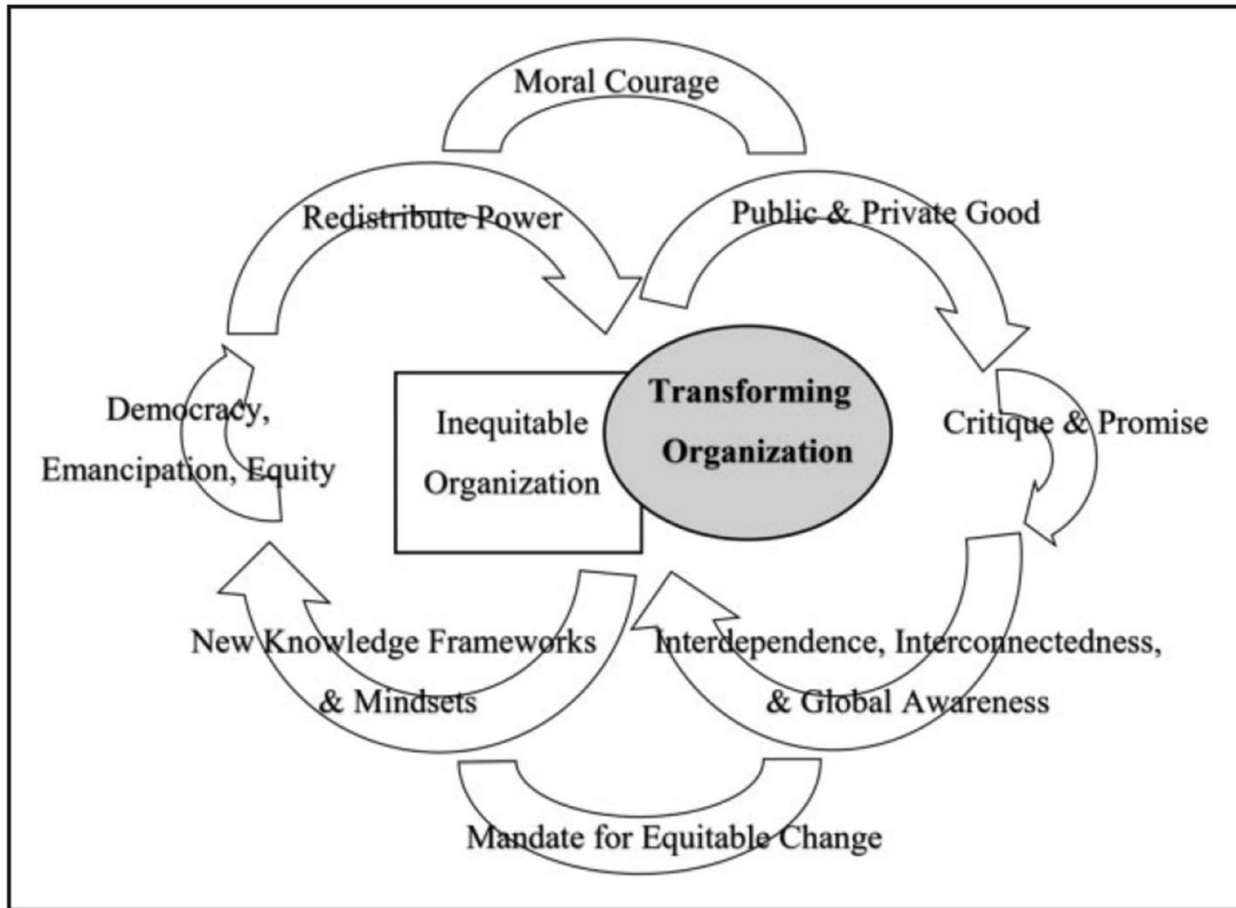 Moral Courage
Redistribute Power
Public & Private Good
Democracy,
Emancipation, Equity
Inequitable
Organization
Transforming
Organization
Critique & Promise
New Knowledge Frameworks
& Mindsets
Interdependence, Interconnectedness,
& Global Awareness
Mandate for Equitable Change